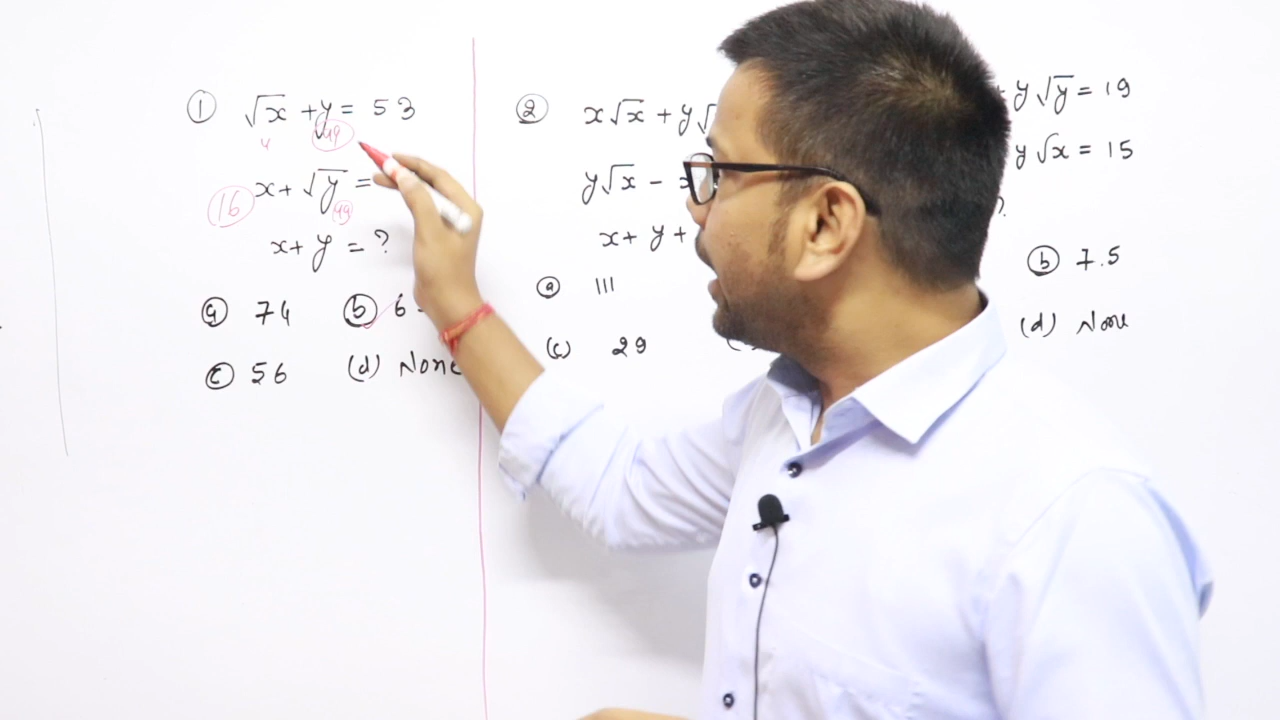 ① √x + y = 53
4 49
x + √y =
16 49
x + y = ?
ⓐ 74 ⓑ 6
ⓒ 56 (d) None
② x√x + y√
y√x −
x + y +
ⓐ 111
(c) 29
y√y = 19
y√x = 15
?
ⓑ 7.5
(d) None